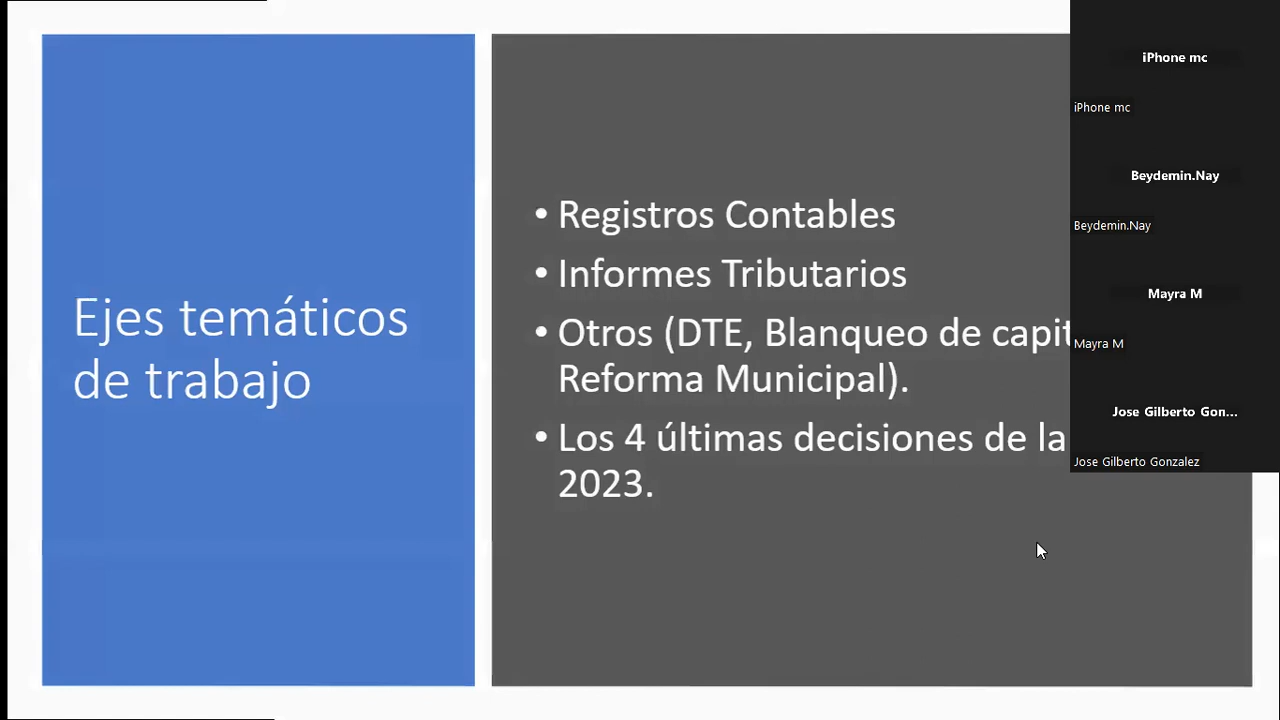 Ejes temáticos
de trabajo
• Registros Contables
• Informes Tributarios
• Otros (DTE, Blanqueo de
Reforma Municipal).
• Los 4 últimas decisiones de la
2023.
iPhone mc
iPhone mc
Beydemin.Nay
Beydemin.Nay
Mayra M
Mayra M
Jose Gilberto Gon...
Jose Gilberto Gonzalez